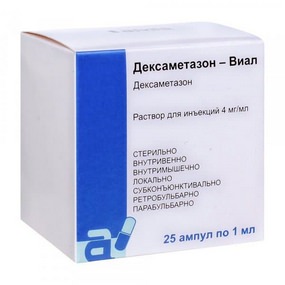 Дексаметазон – Виал
Дексаметазон
Раствор для инъекций 4 мг/мл
СТЕРИЛЬНО
ВНУТРИВЕННО
ВНУТРИМЫШЕЧНО
ЛОКАЛЬНО
СУБКОНЪЮНКТИВАЛЬНО
РЕТРОБУЛЬБАРНО
ПАРАБУЛЬБАРНО
25 ампул по 1 мл